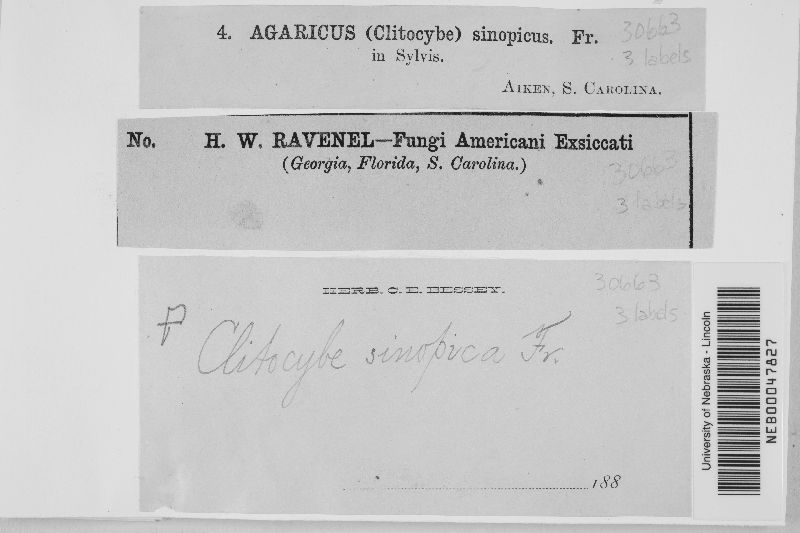 4. AGARICUS (Clitocybe) sinopicus. Fr.
in Sylvis.
AIKEN, S. CAROLINA.
30663
3 labels
No. H. W. RAVENEL—Fungi Americani Exsiccati
(Georgia, Florida, S. Carolina.)
30663
3 labels
HERB. C. E. BESSEY.
30663
3 labels
Clitocybe sinopica Fr.
188
University of Nebraska - Lincoln
NEB00047827